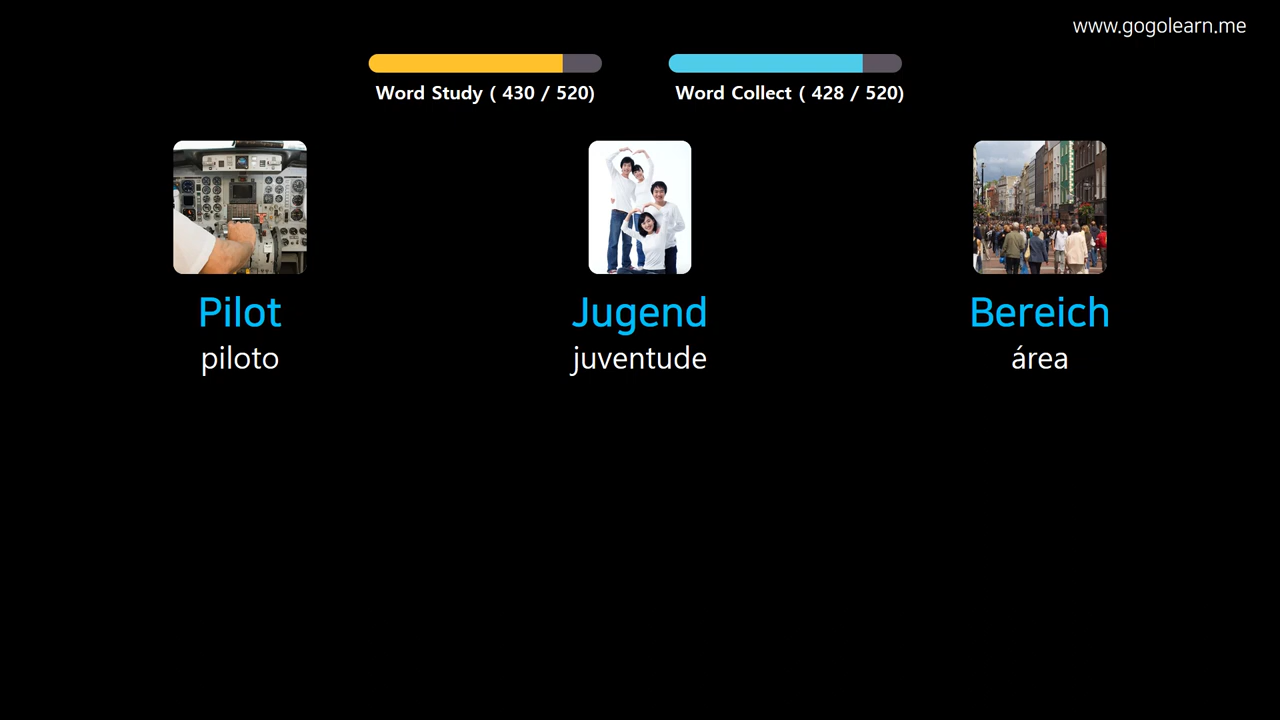 www.gogolearn.me
Word Study ( 430 / 520)
Word Collect ( 428 / 520)
Pilot
piloto
Jugend
juventude
Bereich
área